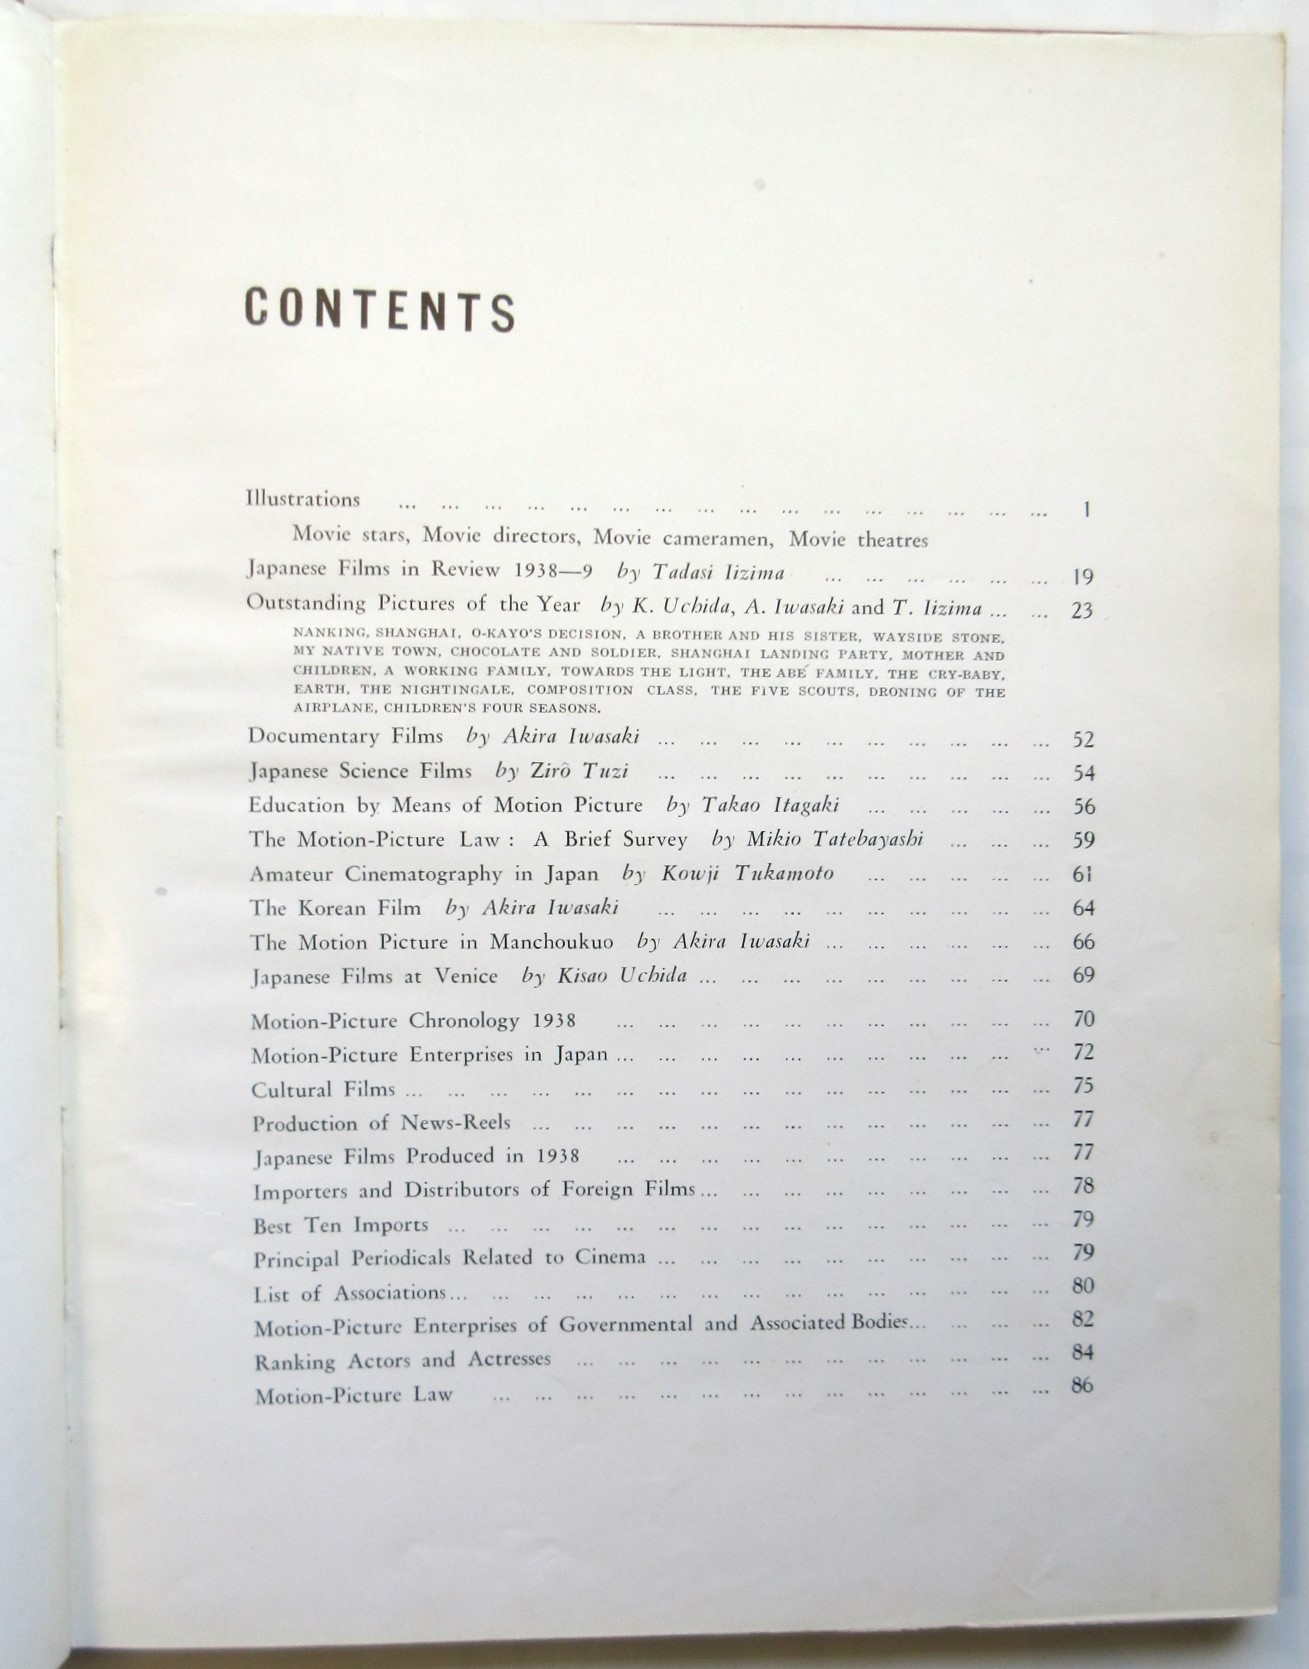 CONTENTS
Illustrations ... ... ... ... ... ... ... ... ... ... ... ... ... ... ... ... 1
Movie stars, Movie directors, Movie cameramen, Movie theatres
Japanese Films in Review 1938—9 by Tadasi Iizima ... ... ... ... ... ... 19
Outstanding Pictures of the Year by K. Uchida, A. Iwasaki and T. Iizima ... ... 23
NANKING, SHANGHAI, O-KAYO'S DECISION, A BROTHER AND HIS SISTER, WAYSIDE STONE,
MY NATIVE TOWN, CHOCOLATE AND SOLDIER, SHANGHAI LANDING PARTY, MOTHER AND
CHILDREN, A WORKING FAMILY, TOWARDS THE LIGHT, THE ABÉ FAMILY, THE CRY-BABY,
EARTH, THE NIGHTINGALE, COMPOSITION CLASS, THE FIVE SCOUTS, DRONING OF THE
AIRPLANE, CHILDREN'S FOUR SEASONS.
Documentary Films by Akira Iwasaki ... ... ... ... ... ... ... ... ... ... 52
Japanese Science Films by Zirô Tuzi ... ... ... ... ... ... ... ... ... ... 54
Education by Means of Motion Picture by Takao Itagaki ... ... ... ... ... 56
The Motion-Picture Law : A Brief Survey by Mikio Tatebayashi ... ... ... 59
Amateur Cinematography in Japan by Kowji Tukamoto ... ... ... ... ... 61
The Korean Film by Akira Iwasaki ... ... ... ... ... ... ... ... ... ... 64
The Motion Picture in Manchoukuo by Akira Iwasaki ... ... ... ... ... ... 66
Japanese Films at Venice by Kisao Uchida ... ... ... ... ... ... ... ... ... 69
Motion-Picture Chronology 1938 ... ... ... ... ... ... ... ... ... ... ... 70
Motion-Picture Enterprises in Japan ... ... ... ... ... ... ... ... ... ... ... 72
Cultural Films ... ... ... ... ... ... ... ... ... ... ... ... ... ... ... ... 75
Production of News-Reels ... ... ... ... ... ... ... ... ... ... ... ... ... 77
Japanese Films Produced in 1938 ... ... ... ... ... ... ... ... ... ... ... 77
Importers and Distributors of Foreign Films ... ... ... ... ... ... ... ... ... 78
Best Ten Imports ... ... ... ... ... ... ... ... ... ... ... ... ... ... ... 79
Principal Periodicals Related to Cinema ... ... ... ... ... ... ... ... ... ... 79
List of Associations ... ... ... ... ... ... ... ... ... ... ... ... ... ... ... 80
Motion-Picture Enterprises of Governmental and Associated Bodies ... ... ... ... 82
Ranking Actors and Actresses ... ... ... ... ... ... ... ... ... ... ... ... 84
Motion-Picture Law ... ... ... ... ... ... ... ... ... ... ... ... ... ... 86